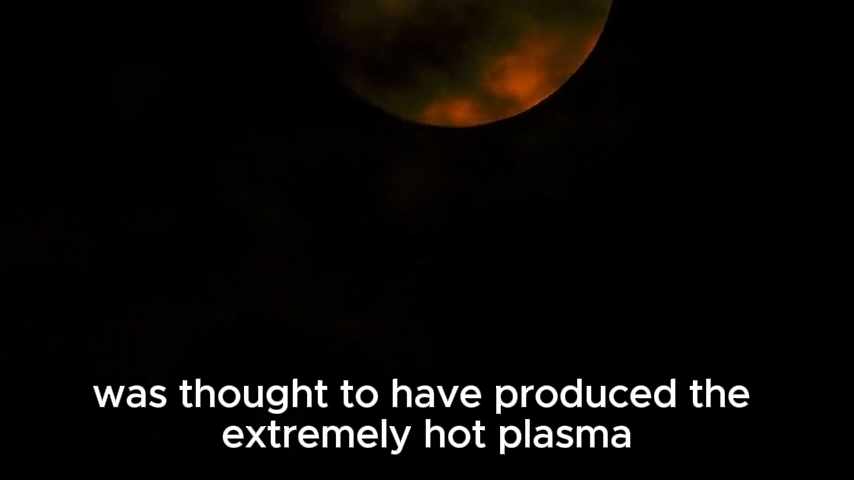 was thought to have produced the
extremely hot plasma